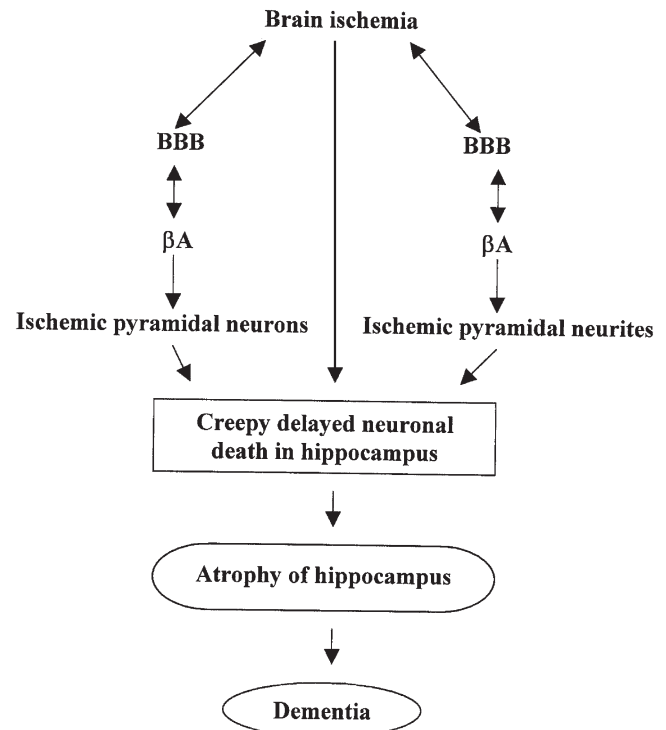 Brain ischemia
BBB
BBB
βA
βA
Ischemic pyramidal neurons
Ischemic pyramidal neurites
Creepy delayed neuronal
death in hippocampus
Atrophy of hippocampus
Dementia